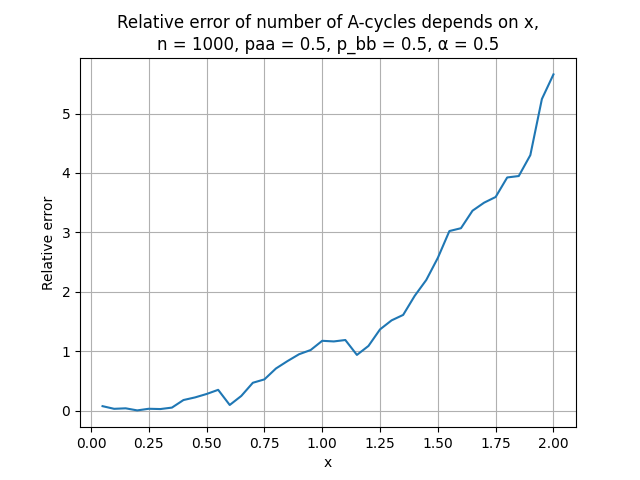 Relative error of number of A-cycles depends on x,
n = 1000, paa = 0.5, p_bb = 0.5, α = 0.5
Relative error
5
4
3
2
1
0
0.00 0.25 0.50 0.75 1.00 1.25 1.50 1.75 2.00
x